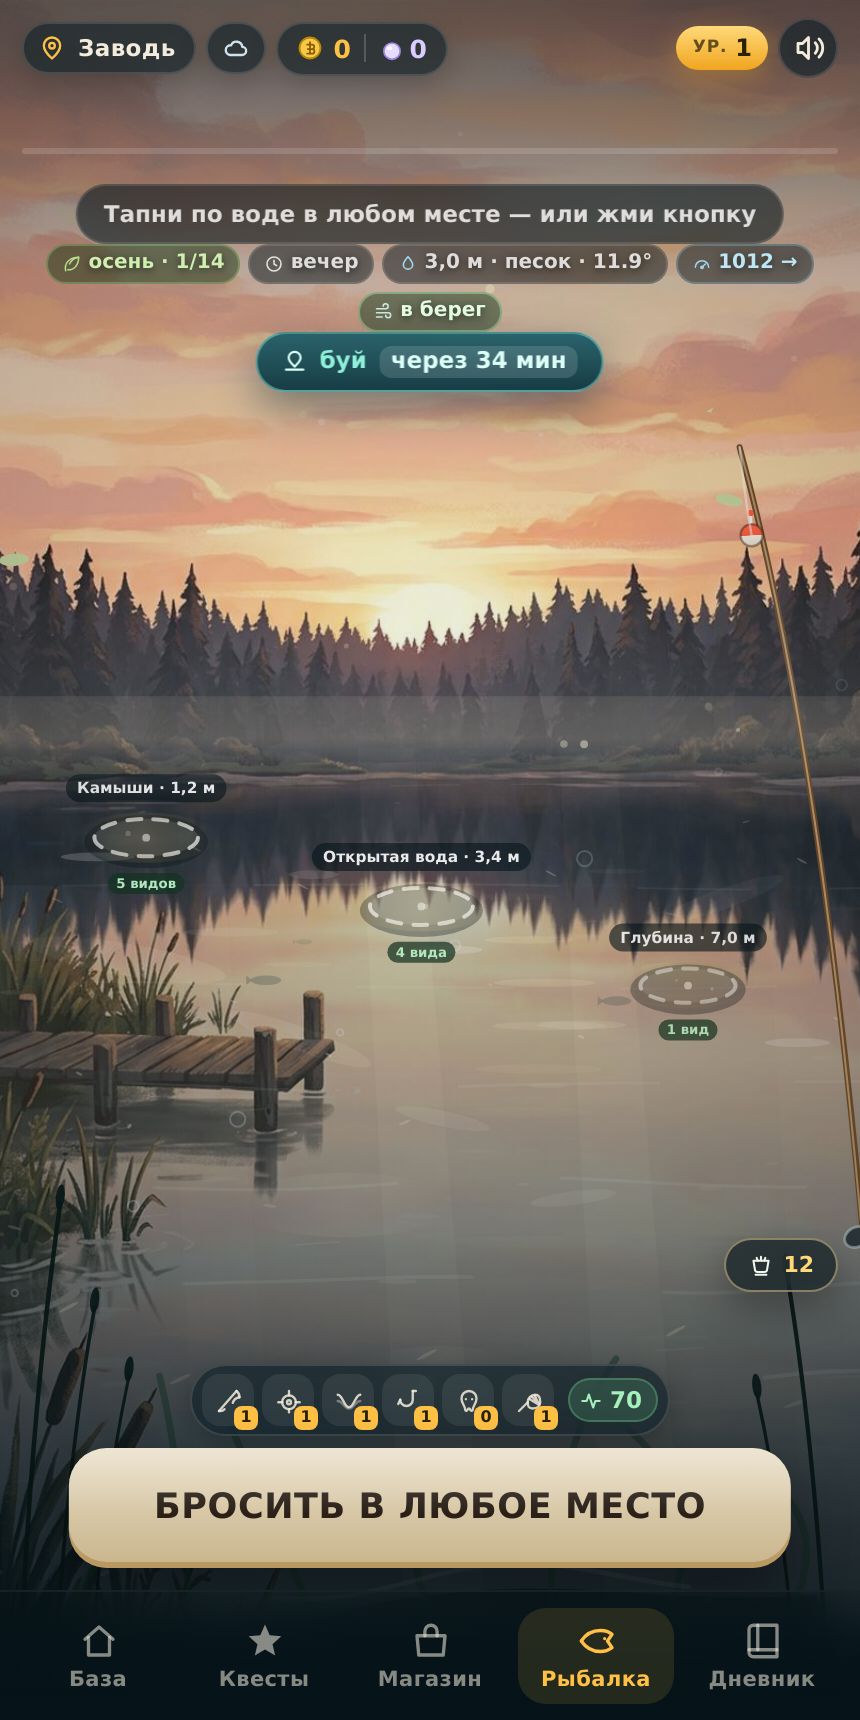 Заводь
0
0
УР. 1
Тапни по воде в любом месте — или жми кнопку
осень · 1/14
вечер
3,0 м · песок · 11.9°
1012 →
в берег
буй через 34 мин
Камыши · 1,2 м
5 видов
Открытая вода · 3,4 м
4 вида
Глубина · 7,0 м
1 вид
12
1
1
1
1
0
1
70
БРОСИТЬ В ЛЮБОЕ МЕСТО
База
Квесты
Магазин
Рыбалка
Дневник